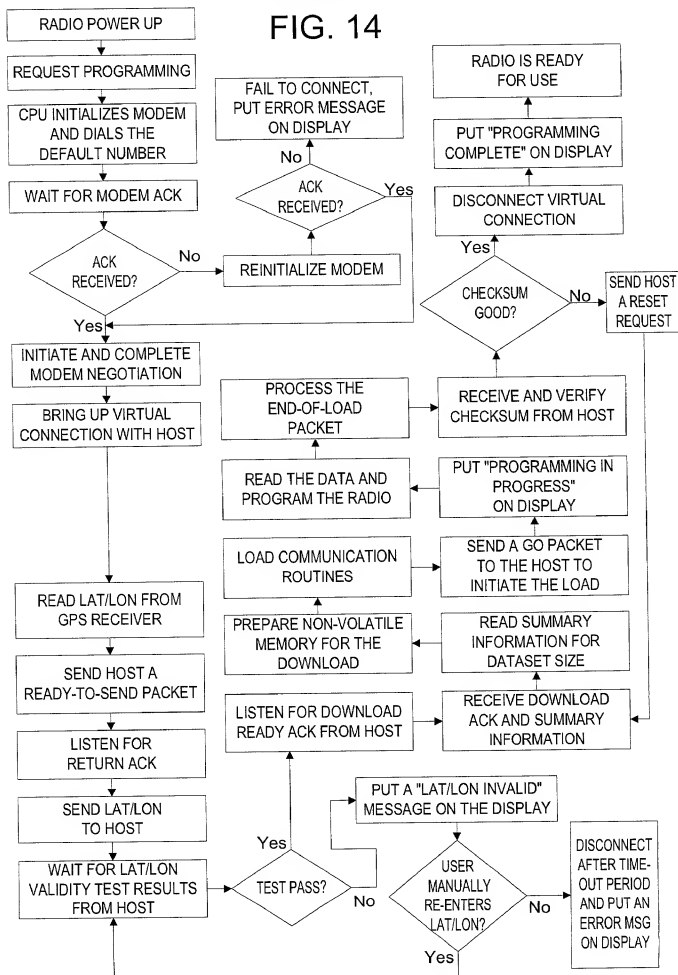 FIG. 14
RADIO POWER UP
REQUEST PROGRAMMING
CPU INITIALIZES MODEM
AND DIALS THE
DEFAULT NUMBER
WAIT FOR MODEM ACK
ACK
RECEIVED?
No
Yes
REINITIALIZE MODEM
ACK
RECEIVED?
No
Yes
FAIL TO CONNECT,
PUT ERROR MESSAGE
ON DISPLAY
INITIATE AND COMPLETE
MODEM NEGOTIATION
BRING UP VIRTUAL
CONNECTION WITH HOST
READ LAT/LON FROM
GPS RECEIVER
SEND HOST A
READY-TO-SEND PACKET
LISTEN FOR
RETURN ACK
SEND LAT/LON
TO HOST
WAIT FOR LAT/LON
VALIDITY TEST RESULTS
FROM HOST
TEST PASS?
Yes
No
PUT A "LAT/LON INVALID"
MESSAGE ON THE DISPLAY
USER
MANUALLY
RE-ENTERS
LAT/LON?
No
Yes
DISCONNECT
AFTER TIME-
OUT PERIOD
AND PUT AN
ERROR MSG
ON DISPLAY
LISTEN FOR DOWNLOAD
READY ACK FROM HOST
RECEIVE DOWNLOAD
ACK AND SUMMARY
INFORMATION
READ SUMMARY
INFORMATION FOR
DATASET SIZE
PREPARE NON-VOLATILE
MEMORY FOR THE
DOWNLOAD
LOAD COMMUNICATION
ROUTINES
SEND A GO PACKET
TO THE HOST TO
INITIATE THE LOAD
PUT "PROGRAMMING IN
PROGRESS"
ON DISPLAY
READ THE DATA AND
PROGRAM THE RADIO
PROCESS THE
END-OF-LOAD
PACKET
RECEIVE AND VERIFY
CHECKSUM FROM HOST
CHECKSUM
GOOD?
Yes
No
SEND HOST
A RESET
REQUEST
DISCONNECT VIRTUAL
CONNECTION
PUT "PROGRAMMING
COMPLETE" ON DISPLAY
RADIO IS READY
FOR USE